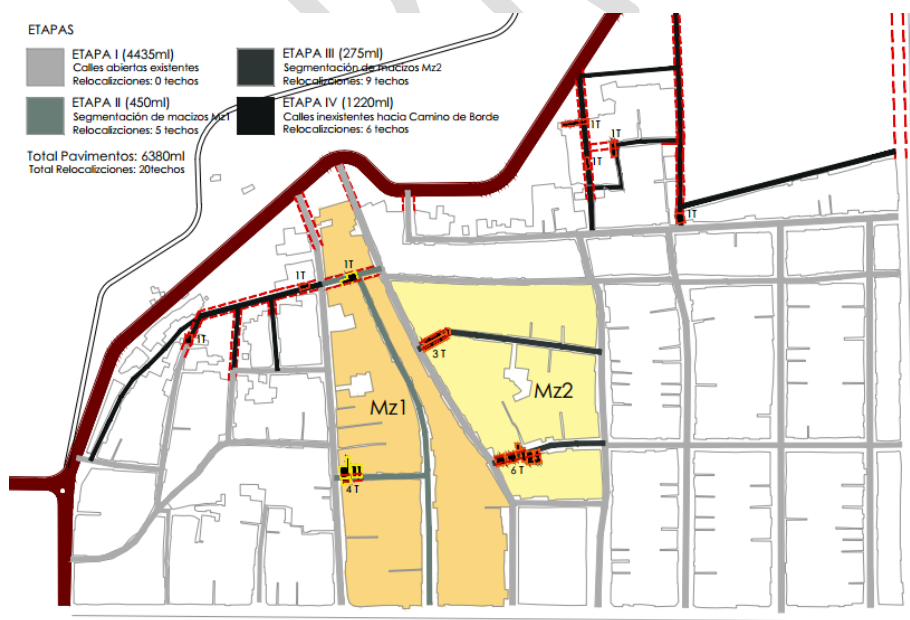 ETAPAS
ETAPA I (4435ml)
Calles abiertas existentes
Relocalizciones: 0 techos
ETAPA II (450ml)
Segmentación de macizos Mz1
Relocalizciones: 5 techos
ETAPA III (275ml)
Segmentación de macizos Mz2
Relocalizciones: 9 techos
ETAPA IV (1220ml)
Calles inexistentes hacia Camino de Borde
Relocalizciones: 6 techos
Total Pavimentos: 6380ml
Total Relocalizciones: 20techos
1T
1T
1T
1T
1T
1T
1T
3 T
Mz1
Mz2
4 T
6 T